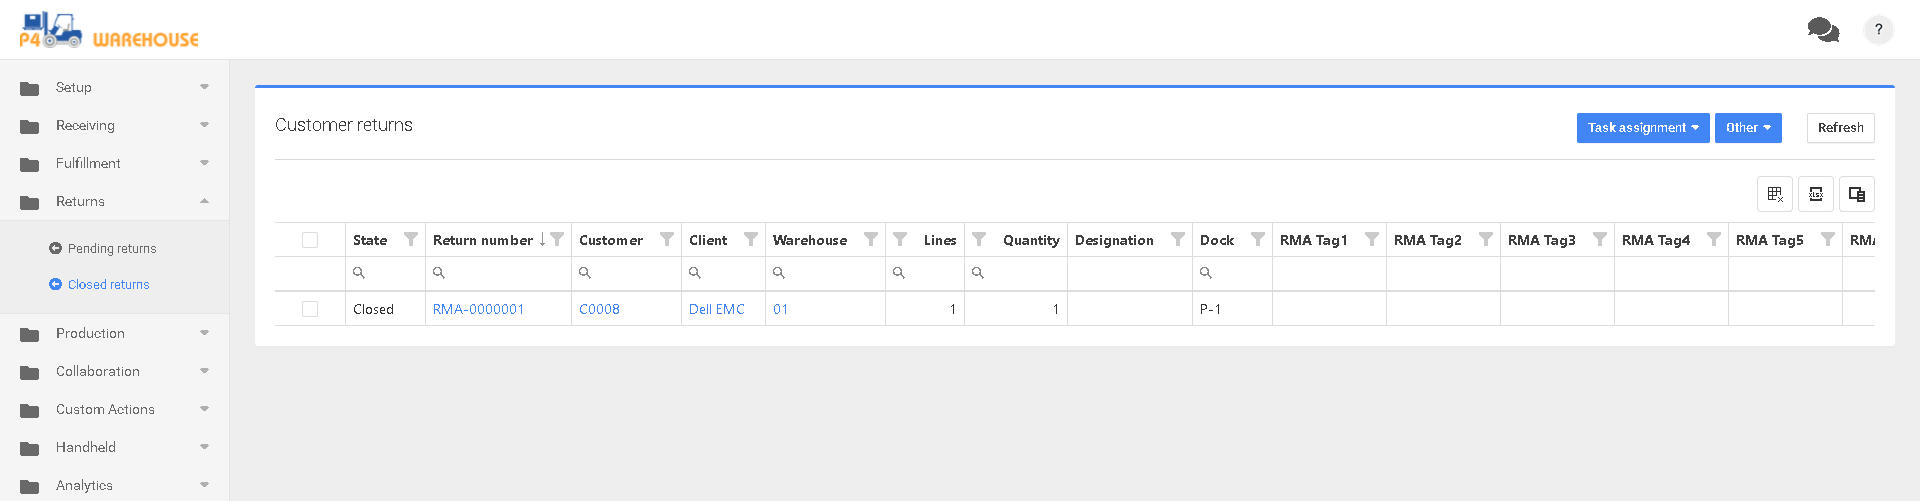 P4 WAREHOUSE
?
Setup
Receiving
Fulfillment
Returns
Pending returns
Closed returns
Production
Collaboration
Custom Actions
Handheld
Analytics
Customer returns
Task assignment
Other
Refresh
xlsx
State Return number Customer Client Warehouse Lines Quantity Designation Dock RMA Tag1 RMA Tag2 RMA Tag3 RMA Tag4 RMA Tag5
Closed RMA-0000001 C0008 Dell EMC 01 1 1 P-1